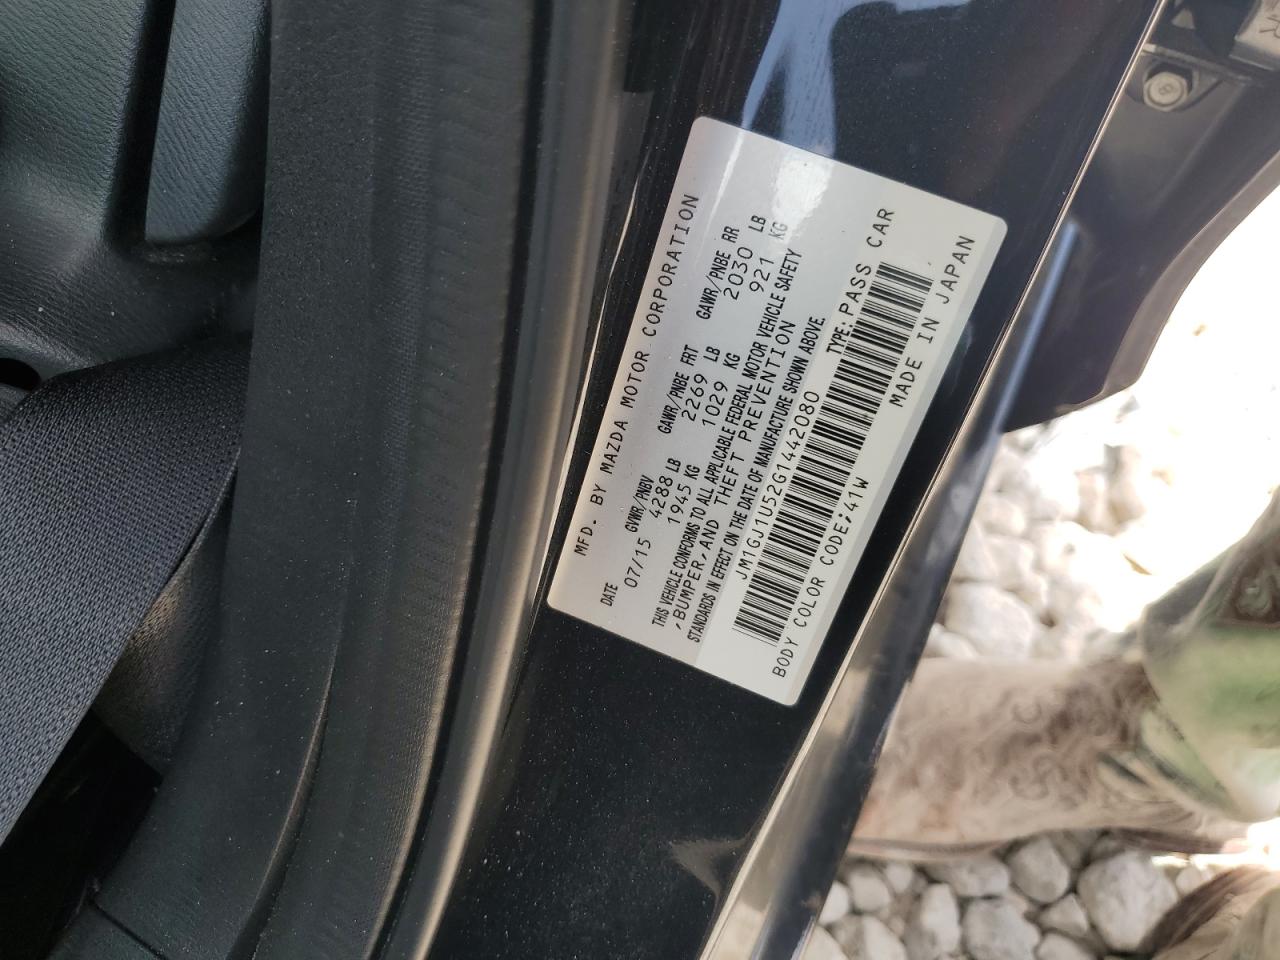 MFD. BY MAZDA MOTOR CORPORATION
DATE GVWR/PNBV GAWR/PNBE FRT GAWR/PNBE RR
07/15 4288 LB 2269 LB 2030 LB
1945 KG 1029 KG 921 KG
THIS VEHICLE CONFORMS TO ALL APPLICABLE FEDERAL MOTOR VEHICLE SAFETY
,BUMPER,AND THEFT PREVENTION
STANDARDS IN EFFECT ON THE DATE OF MANUFACTURE SHOWN ABOVE.
JM1GJ1U52G1442080 TYPE: PASS CAR
BODY COLOR CODE;41W MADE IN JAPAN
8